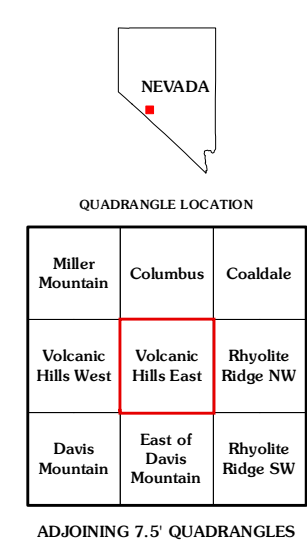 NEVADA
QUADRANGLE LOCATION
Miller
Mountain
Columbus
Coaldale
Volcanic
Hills West
Volcanic
Hills East
Rhyolite
Ridge NW
Davis
Mountain
East of
Davis
Mountain
Rhyolite
Ridge SW
ADJOINING 7.5' QUADRANGLES